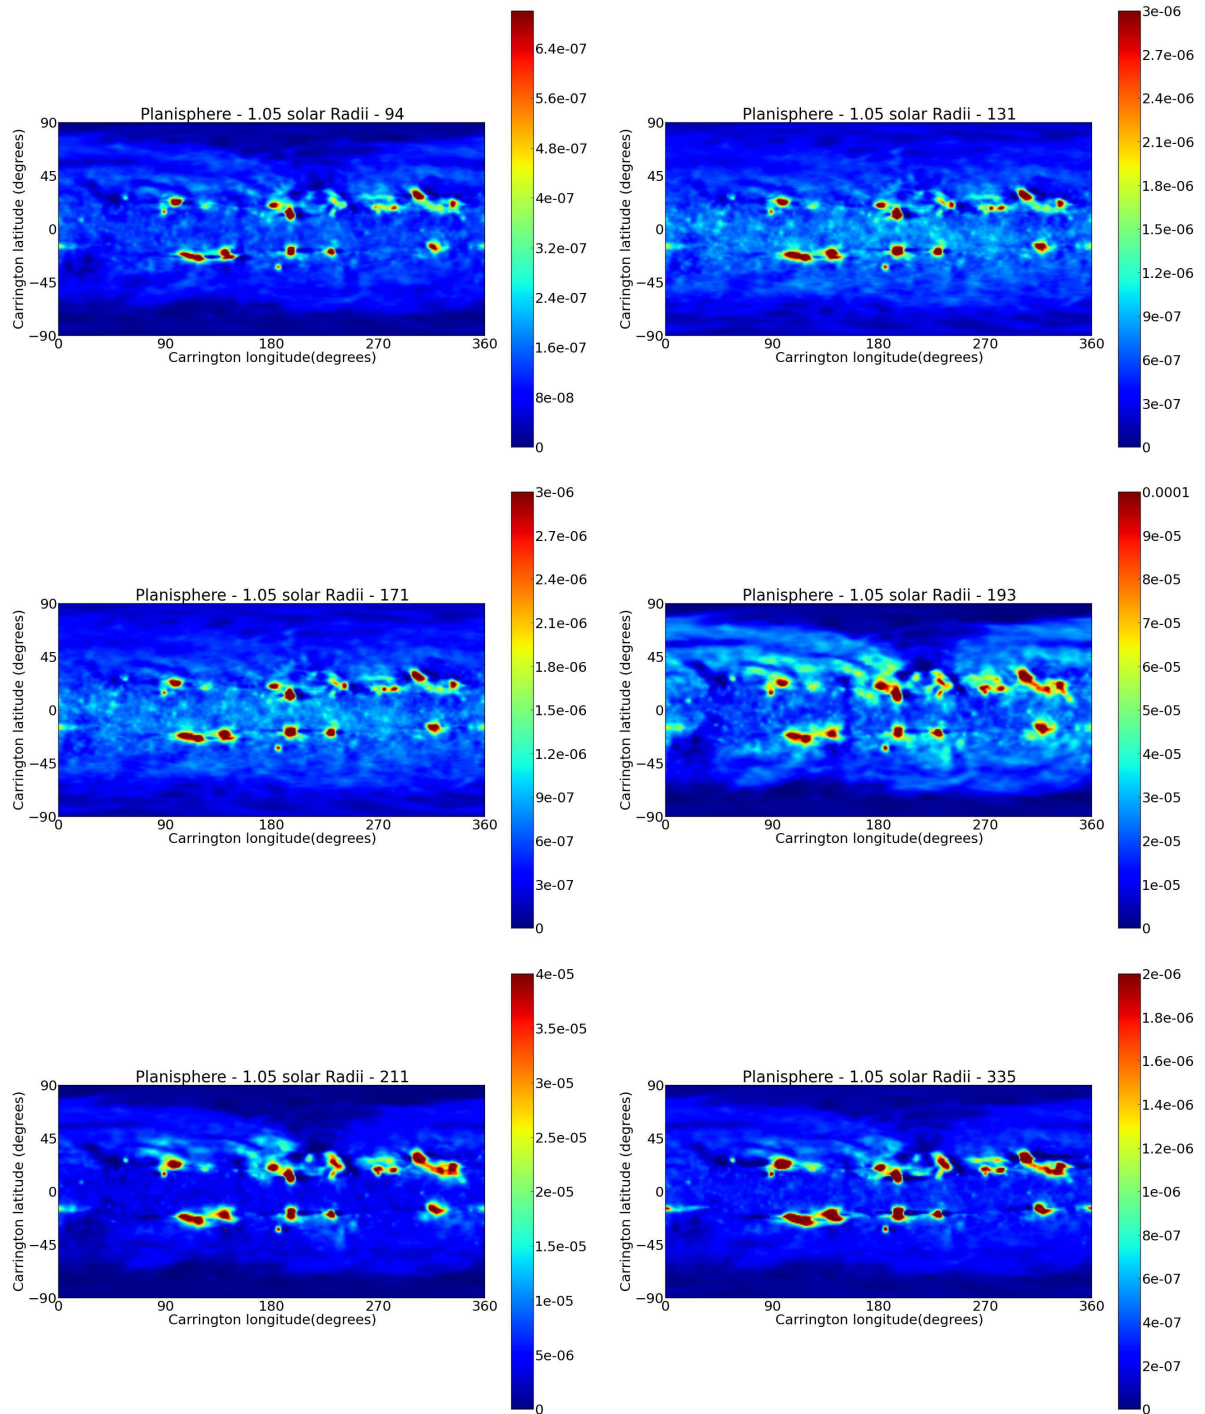 Planisphere - 1.05 solar Radii - 94
Carrington latitude (degrees)
90
45
0
−45
−90
0 90 180 270 360
Carrington longitude(degrees)
6.4e-07
5.6e-07
4.8e-07
4e-07
3.2e-07
2.4e-07
1.6e-07
8e-08
0
Planisphere - 1.05 solar Radii - 131
Carrington latitude (degrees)
90
45
0
−45
−90
0 90 180 270 360
Carrington longitude(degrees)
3e-06
2.7e-06
2.4e-06
2.1e-06
1.8e-06
1.5e-06
1.2e-06
9e-07
6e-07
3e-07
0
Planisphere - 1.05 solar Radii - 171
Carrington latitude (degrees)
90
45
0
−45
−90
0 90 180 270 360
Carrington longitude(degrees)
3e-06
2.7e-06
2.4e-06
2.1e-06
1.8e-06
1.5e-06
1.2e-06
9e-07
6e-07
3e-07
0
Planisphere - 1.05 solar Radii - 193
Carrington latitude (degrees)
90
45
0
−45
−90
0 90 180 270 360
Carrington longitude(degrees)
0.0001
9e-05
8e-05
7e-05
6e-05
5e-05
4e-05
3e-05
2e-05
1e-05
0
Planisphere - 1.05 solar Radii - 211
Carrington latitude (degrees)
90
45
0
−45
−90
0 90 180 270 360
Carrington longitude(degrees)
4e-05
3.5e-05
3e-05
2.5e-05
2e-05
1.5e-05
1e-05
5e-06
0
Planisphere - 1.05 solar Radii - 335
Carrington latitude (degrees)
90
45
0
−45
−90
0 90 180 270 360
Carrington longitude(degrees)
2e-06
1.8e-06
1.6e-06
1.4e-06
1.2e-06
1e-06
8e-07
6e-07
4e-07
2e-07
0